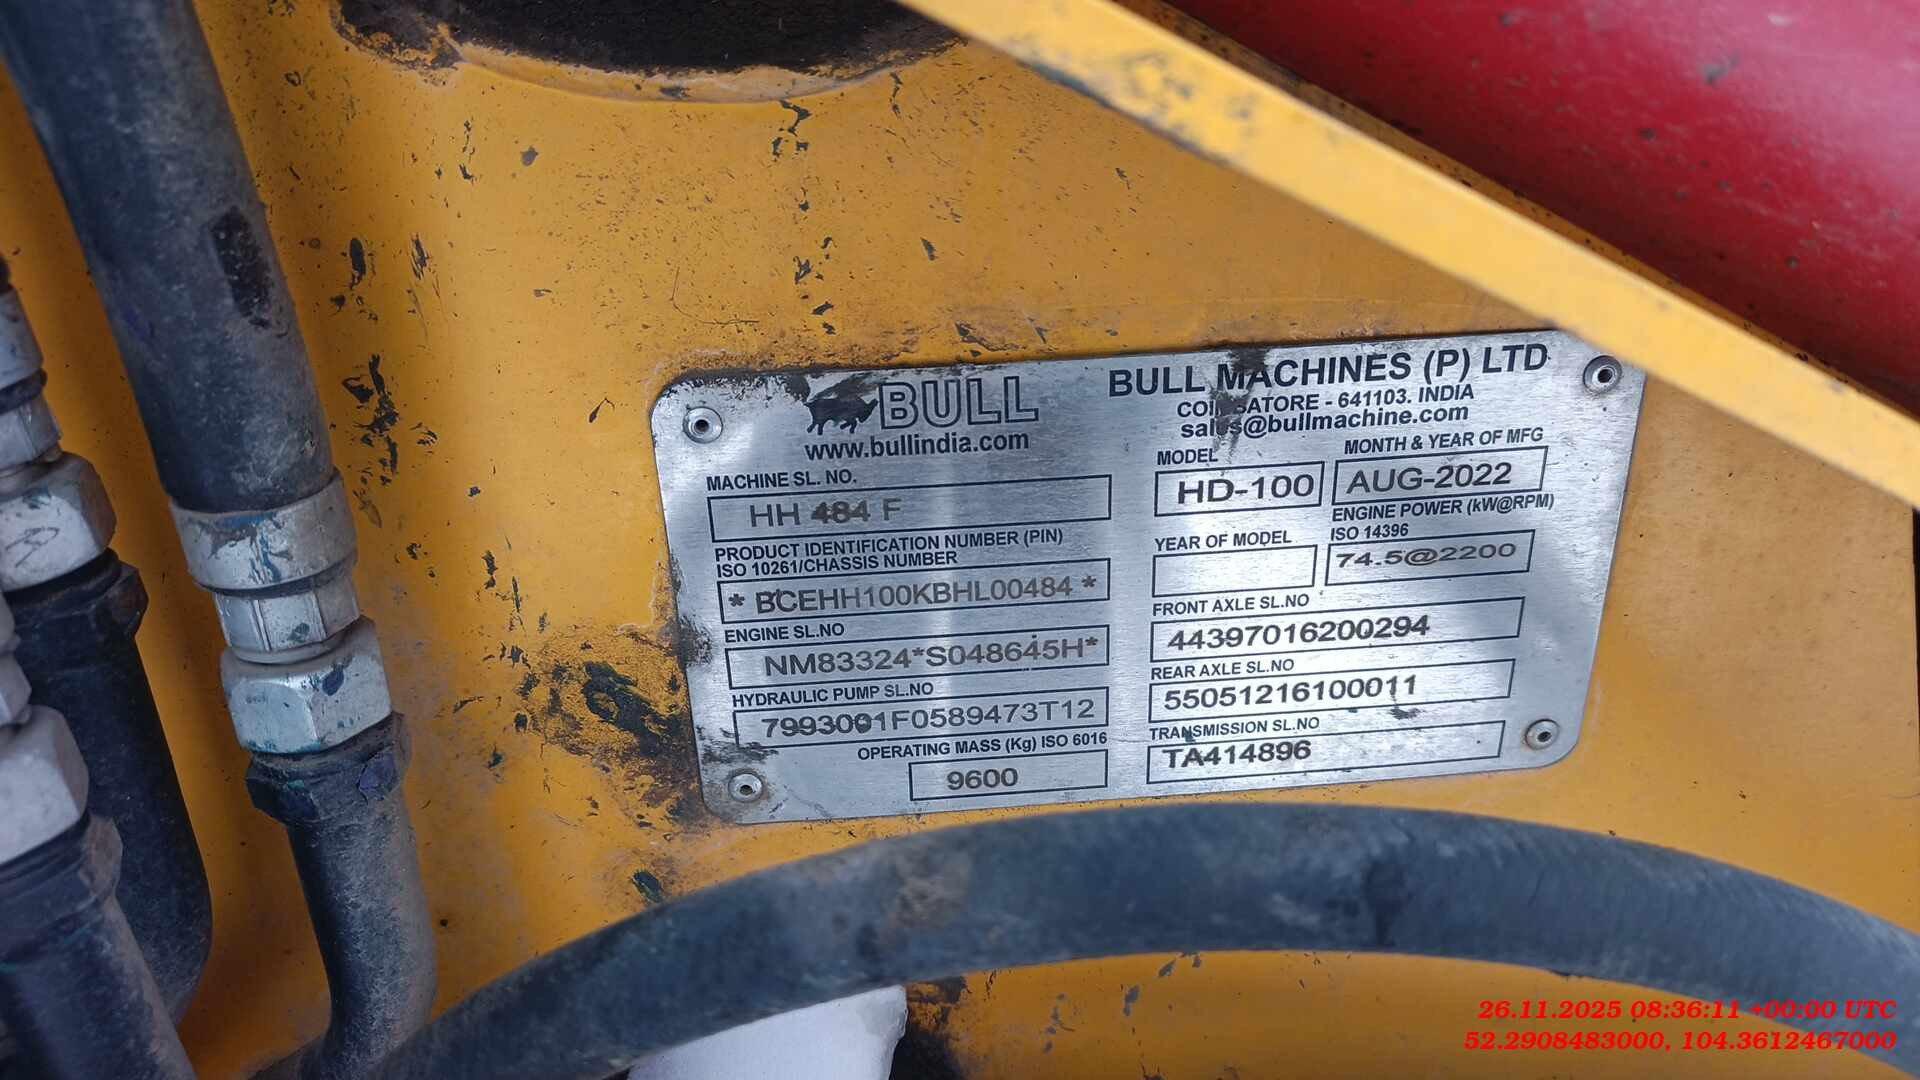 BULL
www.bullindia.com
BULL MACHINES (P) LTD
COIMBATORE - 641103. INDIA
sales@bullmachine.com
MACHINE SL. NO.
HH 484 F
PRODUCT IDENTIFICATION NUMBER (PIN)
ISO 10261/CHASSIS NUMBER
* BCEHH100KBHL00484 *
ENGINE SL.NO
NM83324*S048645H*
HYDRAULIC PUMP SL.NO
7993001F0589473T12
OPERATING MASS (Kg) ISO 6016
9600
MODEL
HD-100
MONTH & YEAR OF MFG
AUG-2022
YEAR OF MODEL
ENGINE POWER (kW@RPM)
ISO 14396
74.5@2200
FRONT AXLE SL.NO
44397016200294
REAR AXLE SL.NO
55051216100011
TRANSMISSION SL.NO
TA414896
26.11.2025 08:36:11 +00:00 UTC
52.2908483000, 104.3612467000